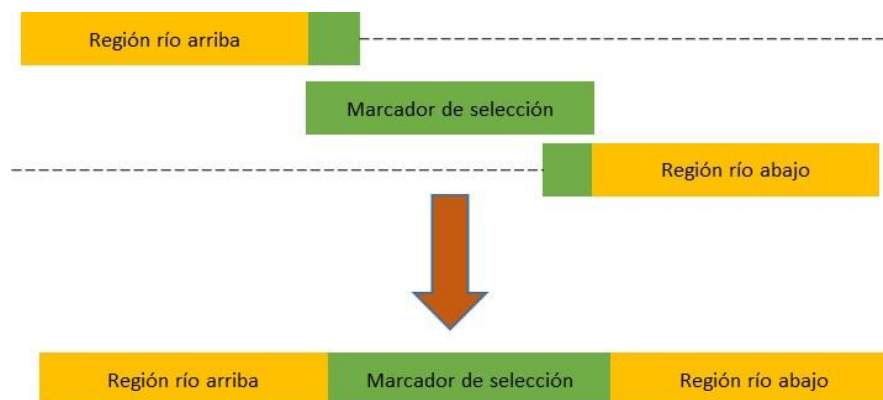 Región río arriba
Marcador de selección
Región río abajo
Región río arriba Marcador de selección Región río abajo